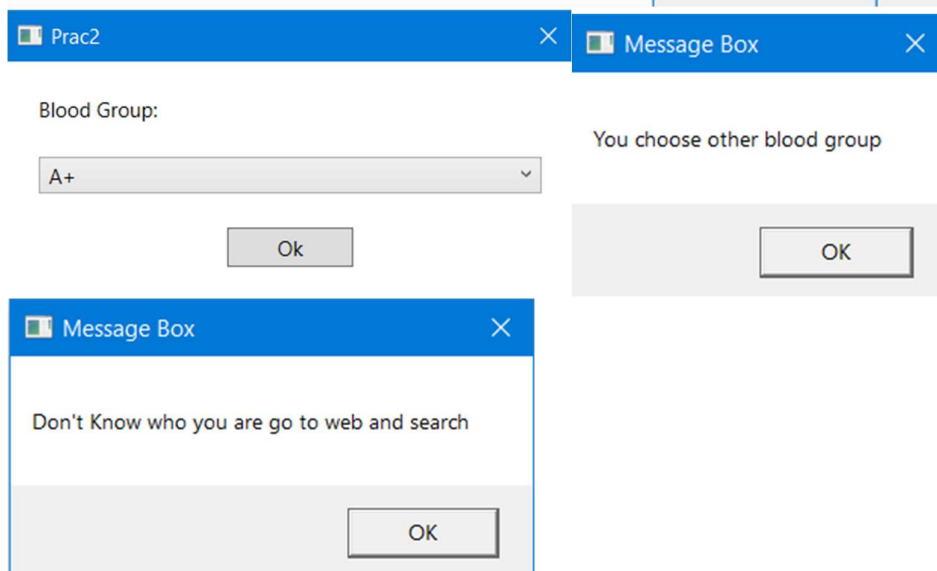 Prac2
Blood Group:
A+
Ok
Message Box
You choose other blood group
OK
Message Box
Don't Know who you are go to web and search
OK